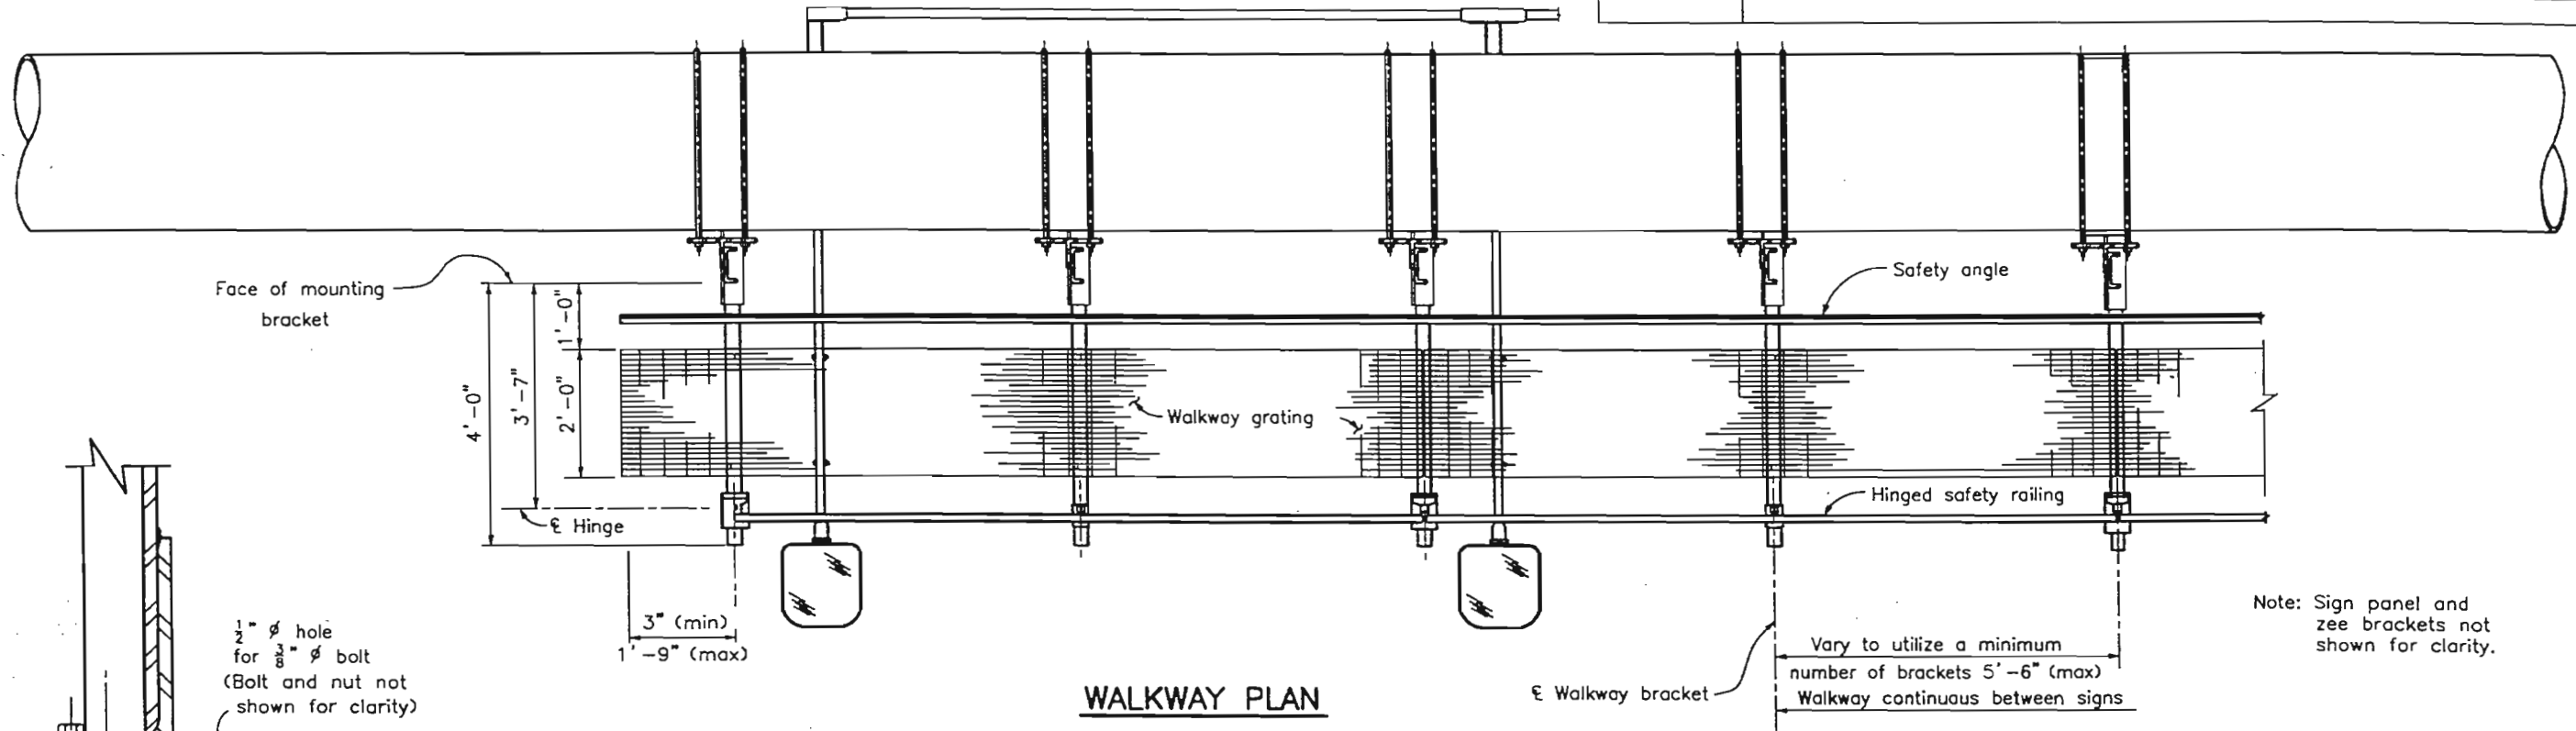 Face of mounting
bracket
4'-0"
3'-7"
1'-0"
2'-0"
℄ Hinge
3" (min)
1'-9" (max)
Safety angle
Walkway grating
Hinged safety railing
℄ Walkway bracket
Vary to utilize a minimum
number of brackets 5'-6" (max)
Walkway continuous between signs
Note: Sign panel and
zee brackets not
shown for clarity.
1/2" ϕ hole
for 3/8" ϕ bolt
(Bolt and nut not
shown for clarity)
WALKWAY PLAN